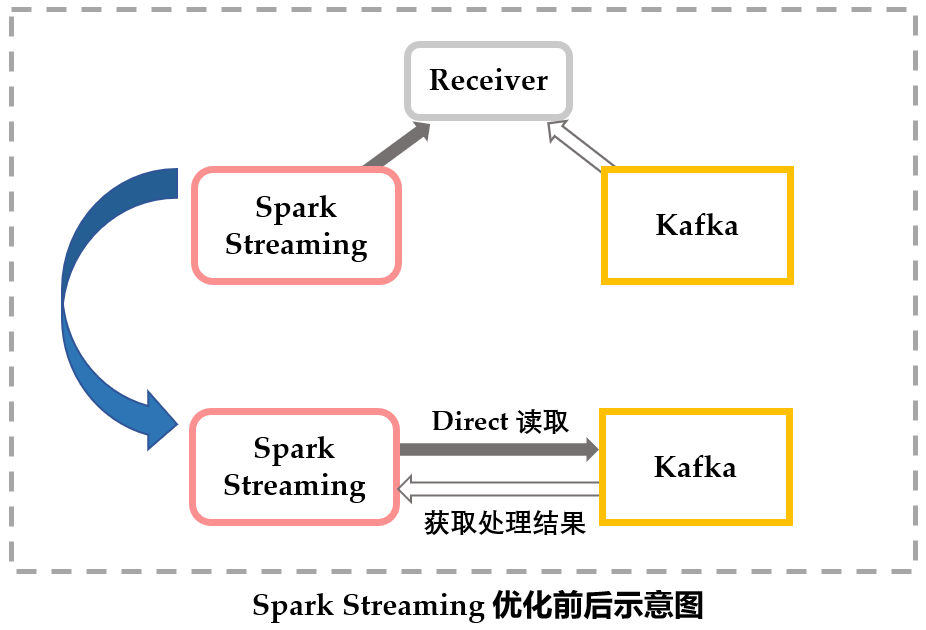 Receiver
Spark
Streaming
Kafka
Direct 读取
Spark
Streaming
Kafka
获取处理结果
Spark Streaming 优化前后示意图